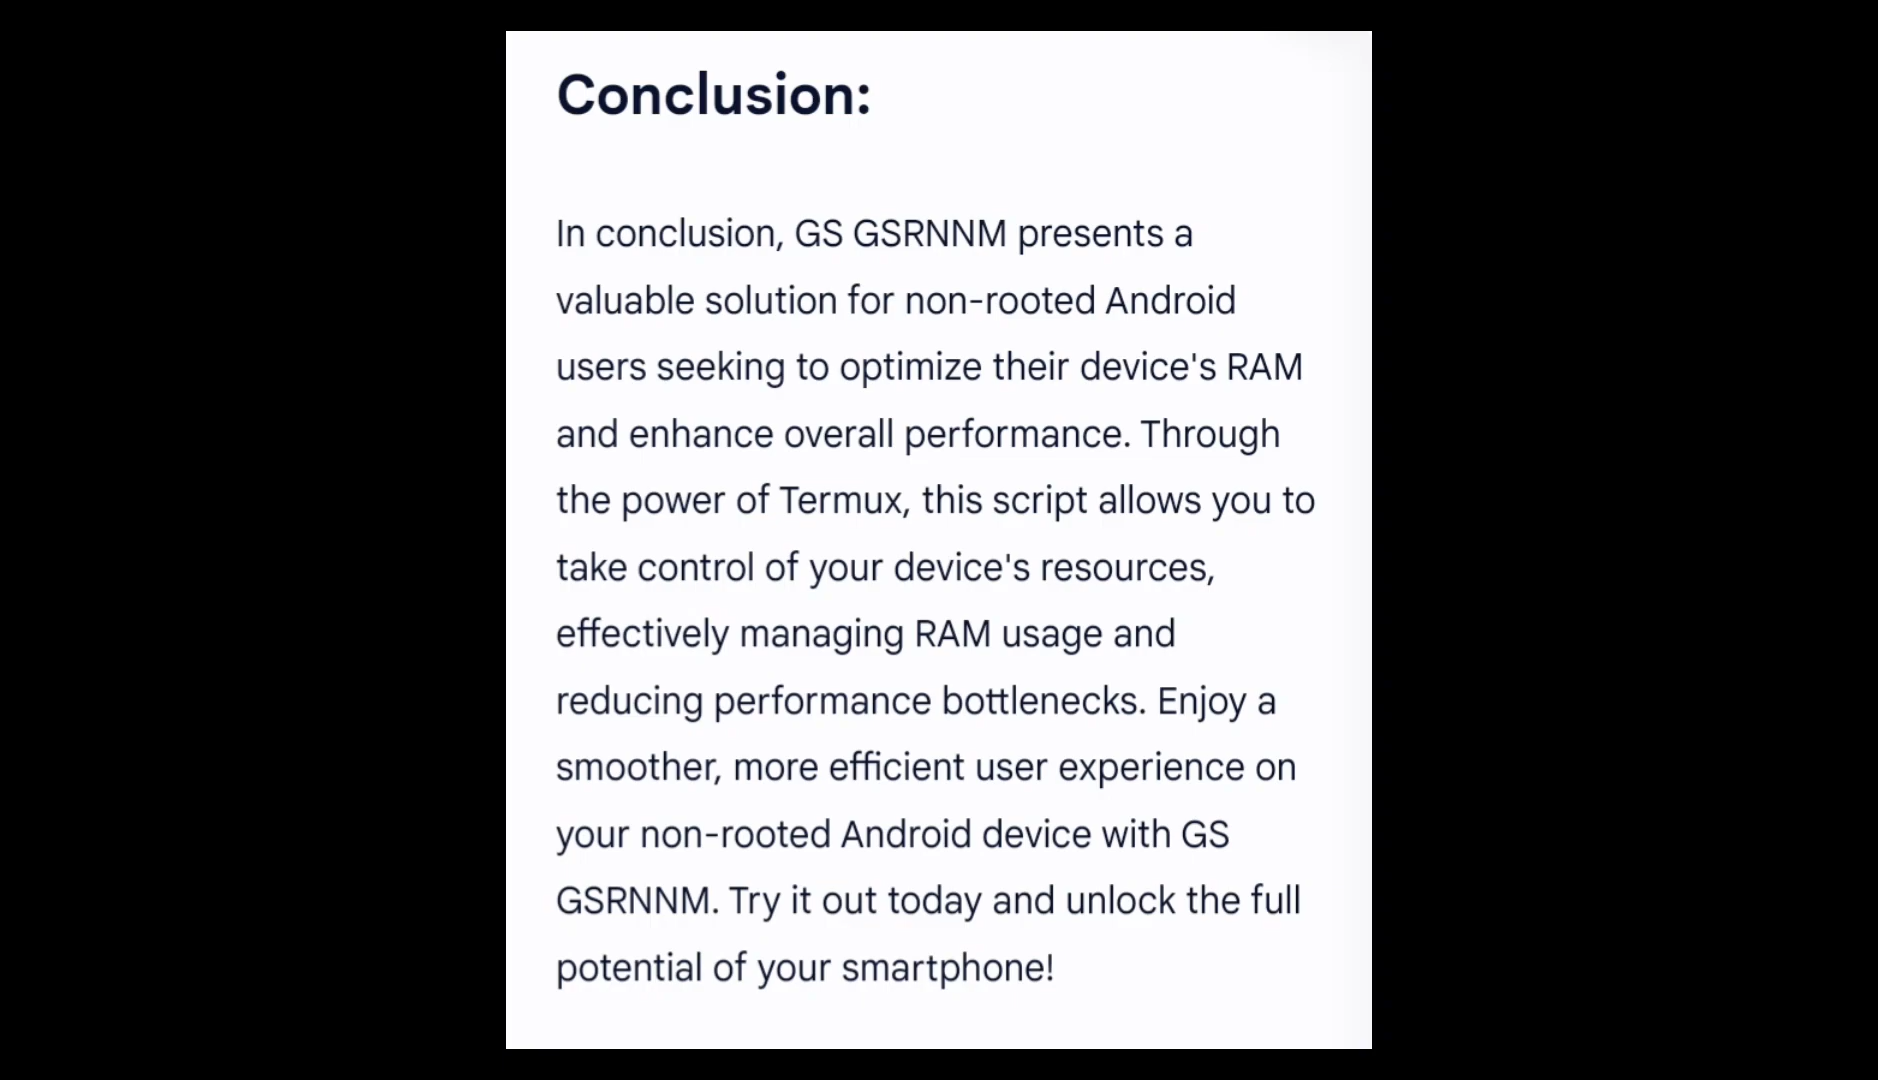 Conclusion:
In conclusion, GS GSRNNM presents a
valuable solution for non-rooted Android
users seeking to optimize their device's RAM
and enhance overall performance. Through
the power of Termux, this script allows you to
take control of your device's resources,
effectively managing RAM usage and
reducing performance bottlenecks. Enjoy a
smoother, more efficient user experience on
your non-rooted Android device with GS
GSRNNM. Try it out today and unlock the full
potential of your smartphone!